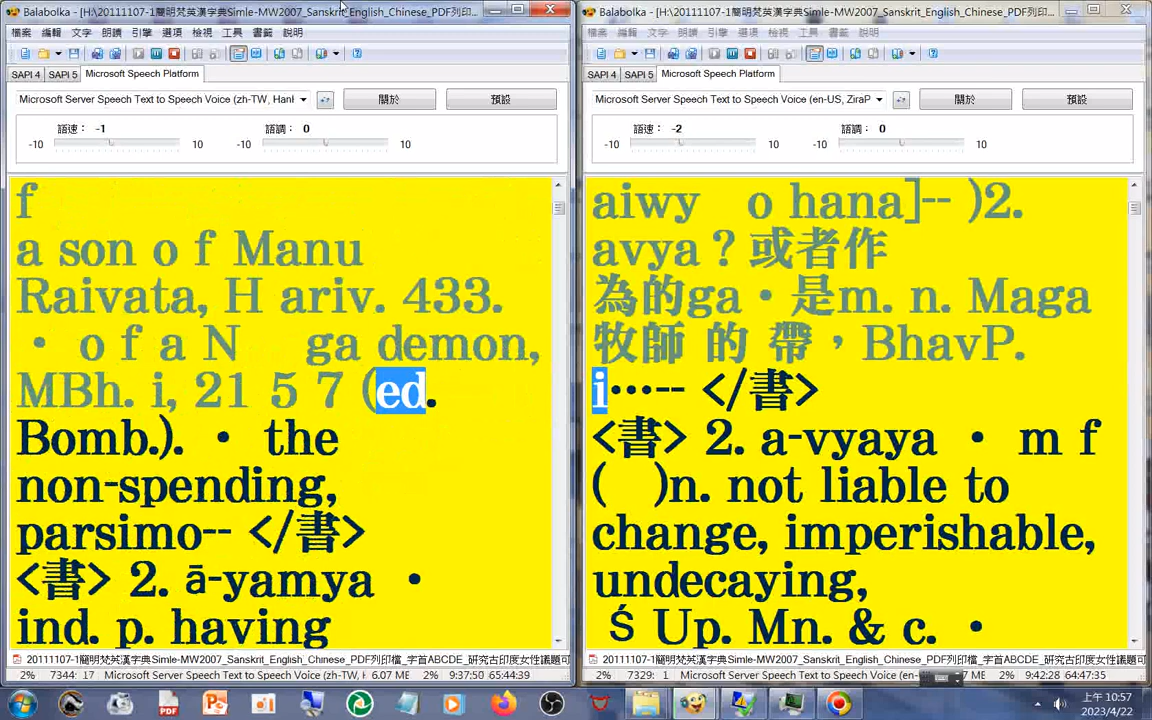 Balabolka - [H:\20111107-1簡明梵英漢字典Simle-MW2007_Sanskrit_English_Chinese_PDF列印...
檔案 編輯 文字 朗讀 引擎 選項 檢視 工具 書籤 說明
SAPI 4 SAPI 5 Microsoft Speech Platform
Microsoft Server Speech Text to Speech Voice (zh-TW, HanH
關於 預設
語速： -1 語調： 0
-10 10 -10 10
f
a son o f Manu
Raivata, H ariv. 433.
• o f a N ga demon,
MBh. i, 21 5 7 (ed.
Bomb.). • the
non-spending,
parsimo-- </書>
<書> 2. ā-yamya •
ind. p. having
20111107-1簡明梵英漢字典Simle-MW2007_Sanskrit_English_Chinese_PDF列印檔_字首ABCDE_研究古印度女性議題可
2% 7344: 17 Microsoft Server Speech Text to Speech Voice (zh-TW, H 6.07 ME 2% 9:37:50 65:44:39
Balabolka - [H:\20111107-1簡明梵英漢字典Simle-MW2007_Sanskrit_English_Chinese_PDF列印...
檔案 編輯 文字 朗讀 引擎 選項 檢視 工具 書籤 說明
SAPI 4 SAPI 5 Microsoft Speech Platform
Microsoft Server Speech Text to Speech Voice (en-US, ZiraP
關於 預設
語速： -2 語調： 0
-10 10 -10 10
aiwy o hana]-- )2.
avya？或者作
為的ga•是m. n. Maga
牧師 的 帶，BhavP.
i…-- </書>
<書> 2. a-vyaya • m f
( )n. not liable to
change, imperishable,
undecaying,
Ś Up. Mn. & c. •
20111107-1簡明梵英漢字典Simle-MW2007_Sanskrit_English_Chinese_PDF列印檔_字首ABCDE_研究古印度女性議題可
2% 7329: 1 Microsoft Server Speech Text to Speech Voice (en-U ME 2% 9:42:28 64:47:35
上午 10:57
2023/4/22